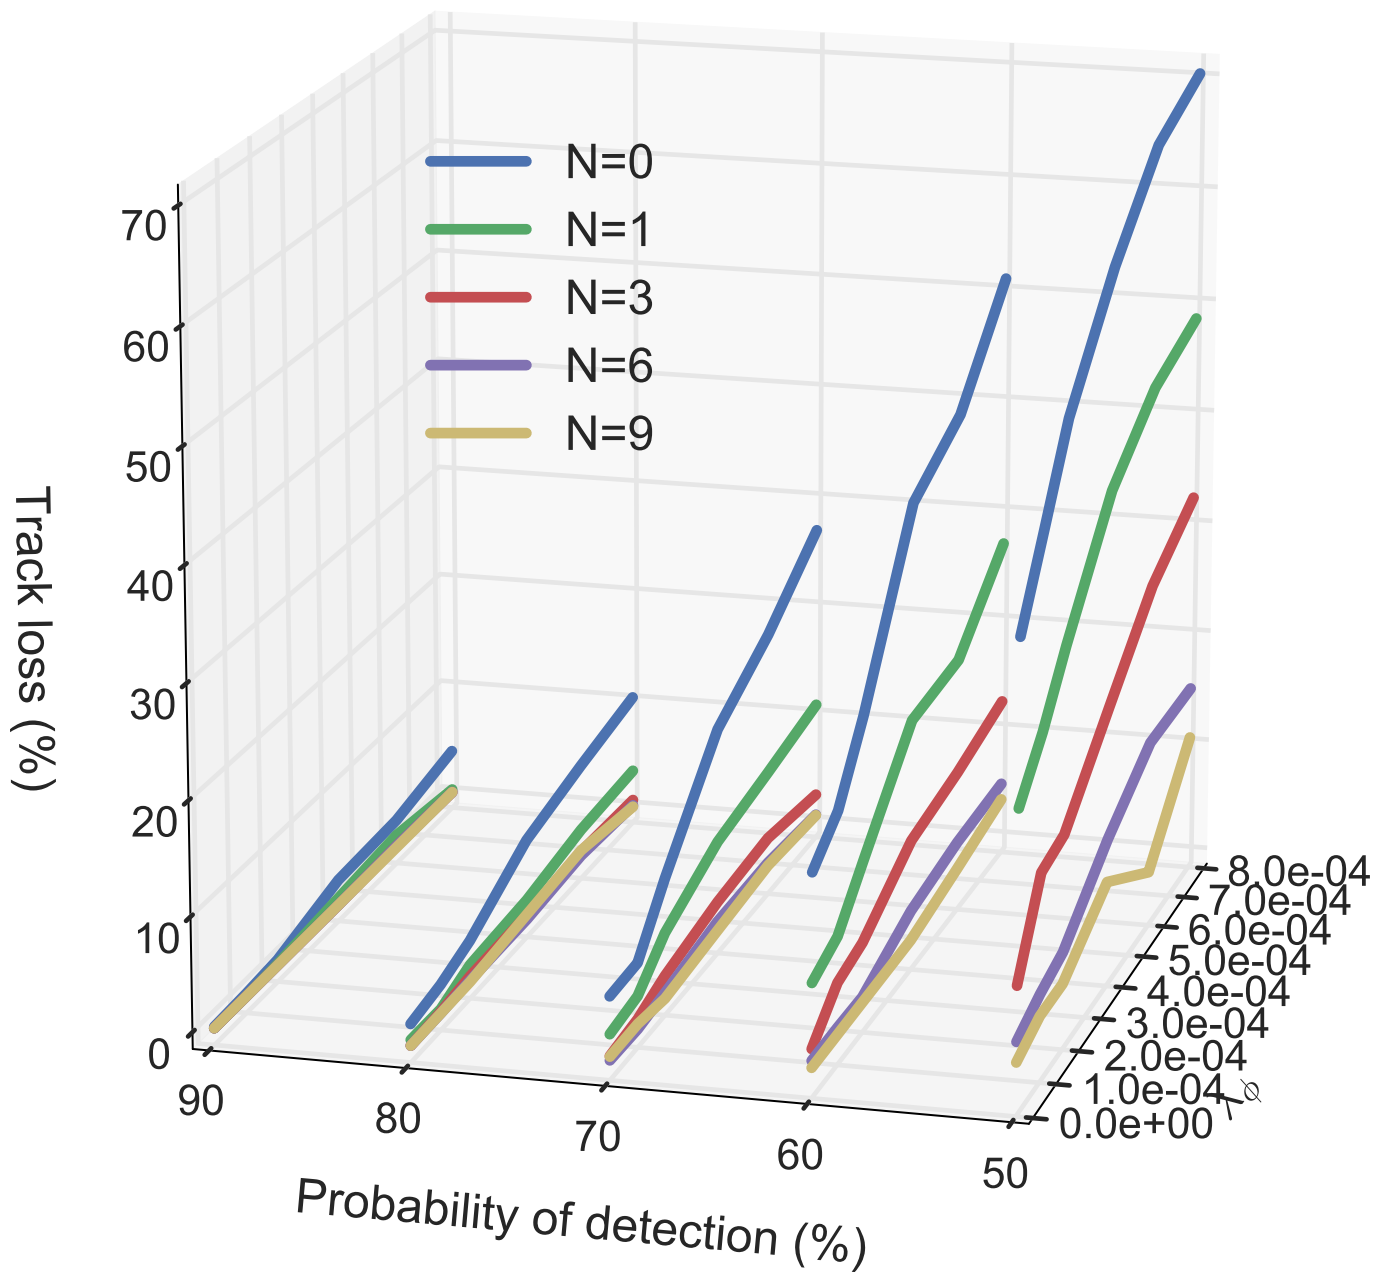 N=0
N=1
N=3
N=6
N=9
70
60
50
40
30
20
10
0
Track loss (%)
90
80
70
60
50
Probability of detection (%)
8.0e-04
7.0e-04
6.0e-04
5.0e-04
4.0e-04
3.0e-04
2.0e-04
1.0e-04
0.0e+00
λφ